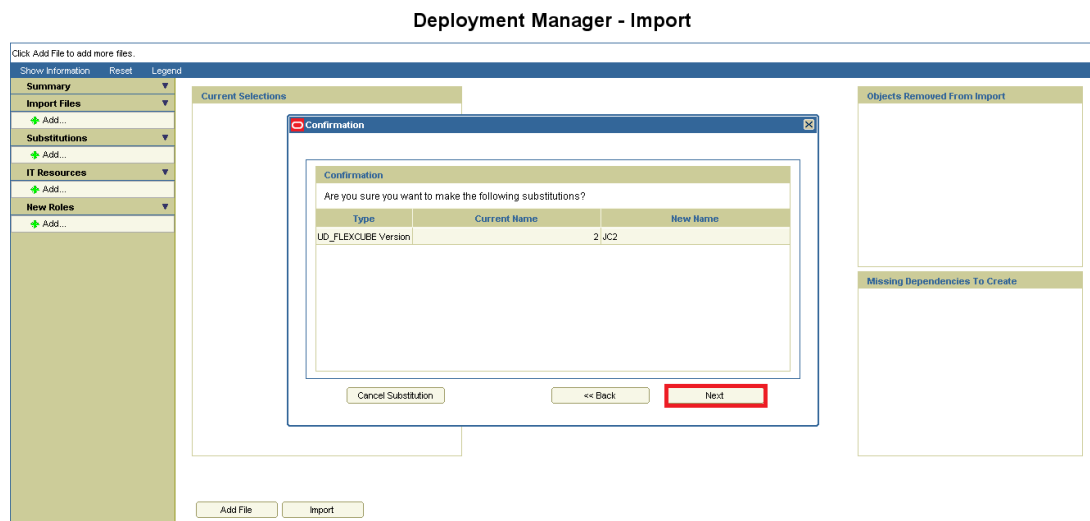 Deployment Manager - Import
Click Add File to add more files.
Show Information Reset Legend
Summary
Import Files
Add...
Substitutions
Add...
IT Resources
Add...
New Roles
Add...
Current Selections
Objects Removed From Import
Missing Dependencies To Create
Confirmation
Confirmation
Are you sure you want to make the following substitutions?
Type Current Name New Name
UD_FLEXCUBE Version 2 JC2
Cancel Substitution << Back Next
Add File Import